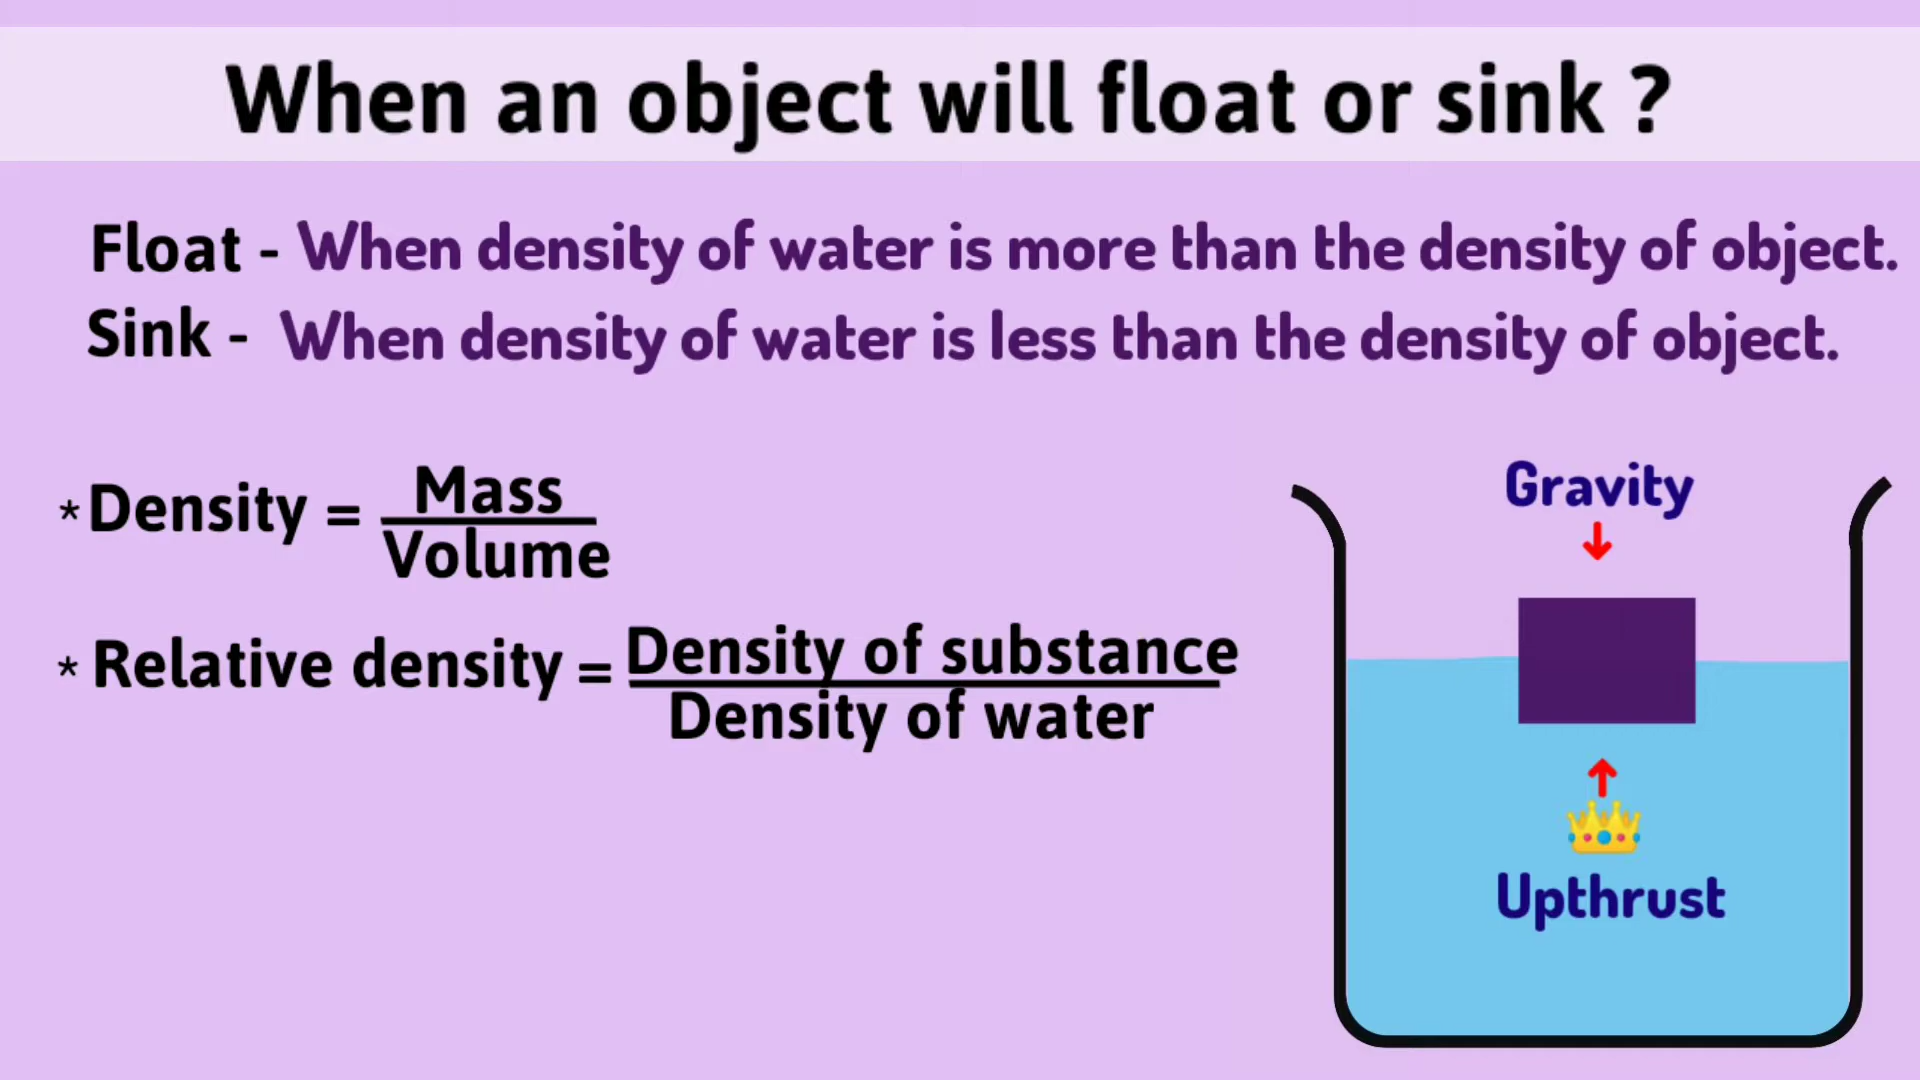 When an object will float or sink ?
Float - When density of water is more than the density of object.
Sink - When density of water is less than the density of object.
*Density = Mass
Volume
* Relative density = Density of substance
Density of water
Gravity
Upthrust